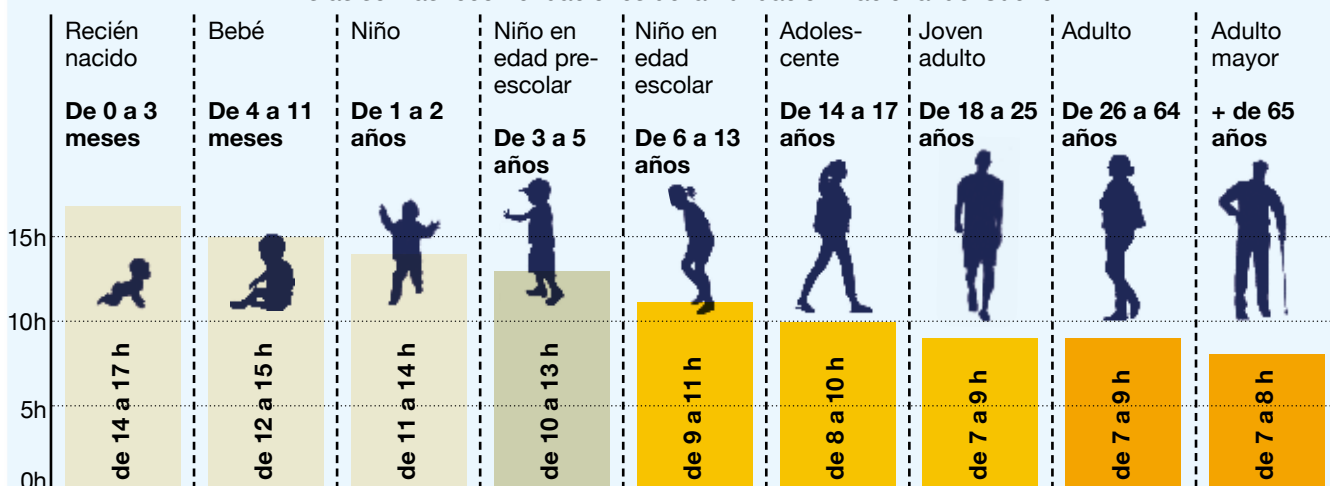 Recién
nacido
De 0 a 3
meses
Bebé
De 4 a 11
meses
Niño
De 1 a 2
años
Niño en
edad pre-
escolar
De 3 a 5
años
Niño en
edad
escolar
De 6 a 13
años
Adoles-
cente
De 14 a 17
años
Joven
adulto
De 18 a 25
años
Adulto
De 26 a 64
años
Adulto
mayor
+ de 65
años
15h
10h
5h
0h
de 14 a 17 h
de 12 a 15 h
de 11 a 14 h
de 10 a 13 h
de 9 a 11 h
de 8 a 10 h
de 7 a 9 h
de 7 a 9 h
de 7 a 8 h